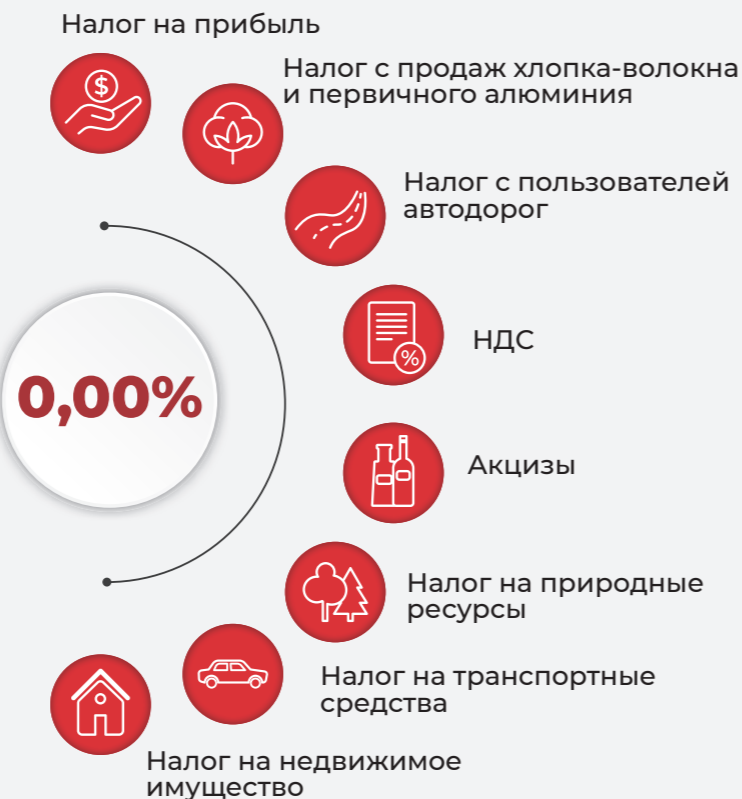 Налог на прибыль
$
Налог с продаж хлопка-волокна
и первичного алюминия
Налог с пользователей
автодорог
%
НДС
0,00%
Акцизы
Налог на природные
ресурсы
Налог на транспортные
средства
Налог на недвижимое
имущество